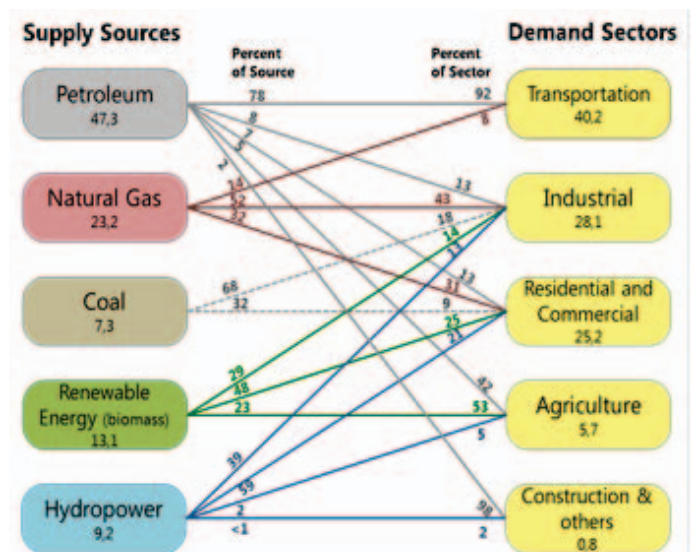 Supply Sources
Demand Sectors
Percent
of Source
Percent
of Sector
Petroleum
47,3
78
92
Transportation
40,2
8
7
5
2
8
Natural Gas
23,2
14
52
32
13
43
18
14
13
Industrial
28,1
Coal
7,3
68
32
13
31
9
25
21
Residential and
Commercial
25,2
Renewable
Energy (biomass)
13,1
29
48
23
42
53
5
Agriculture
5,7
Hydropower
9,2
39
59
2
<1
98
2
Construction &
others
0.8